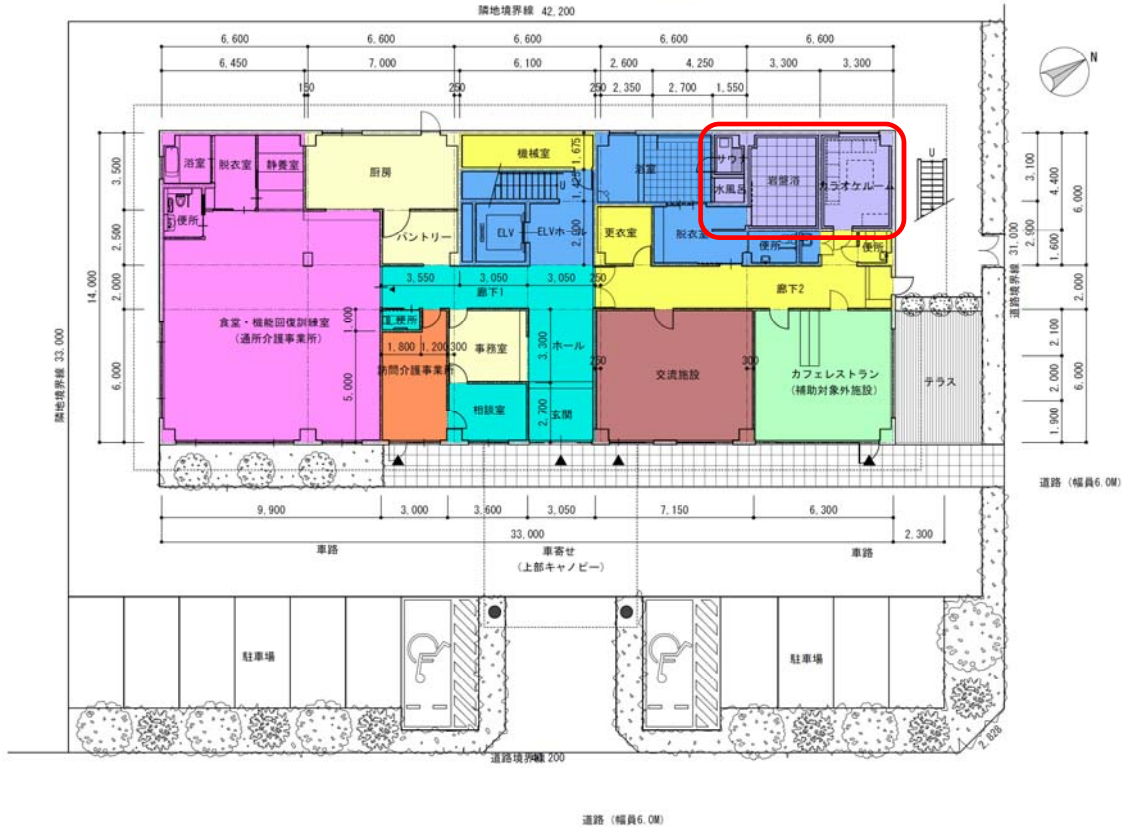 隣地境界線 42,200
6,600 6,600 6,600 6,600 6,600
6,450 7,000 6,100 2,600 4,250 3,300 3,300
150 250 250 2,350 2,700 1,550
N
浴室 脱衣室 静養室
厨房
機械室
浴室
サウナ
水風呂
岩盤浴
カラオケルーム
U
便所
パントリー
ELV
ELVホール
U
更衣室
脱衣室
便所
便所
1,675
1,425
2,900
3,500
2,500
2,000
6,000
14,000
隣地境界線 33,000
3,100
2,900
4,400
1,600
6,000
2,000
2,100
2,000
1,900
6,000
道路境界線 31,000
3,550 3,050 3,050 250
廊下1
廊下2
食堂・機能回復訓練室
(通所介護事業所)
1,000
5,000
便所
1,800 1,200 300
訪問介護事業所
事務室
相談室
3,300
2,700
ホール
玄関
250
交流施設
300
カフェレストラン
(補助対象外施設)
テラス
道路 (幅員6.0M)
9,900 3,000 3,600 3,050 7,150 6,300
33,000 2,300
車路
車寄せ
(上部キャノピー)
車路
駐車場
駐車場
2,828
道路境界線 200
道路 (幅員6.0M)